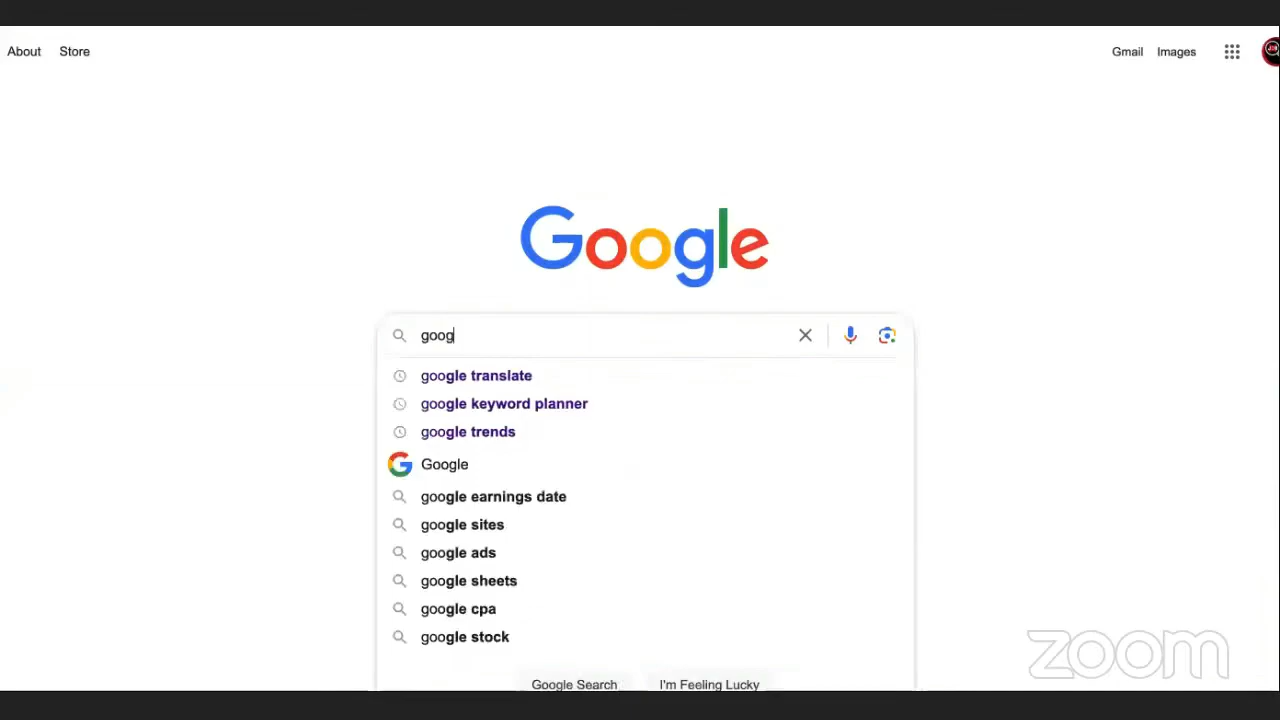 About Store Gmail Images
Google
goog
google translate
google keyword planner
google trends
Google
google earnings date
google sites
google ads
google sheets
google cpa
google stock
Google Search I'm Feeling Lucky
zoom